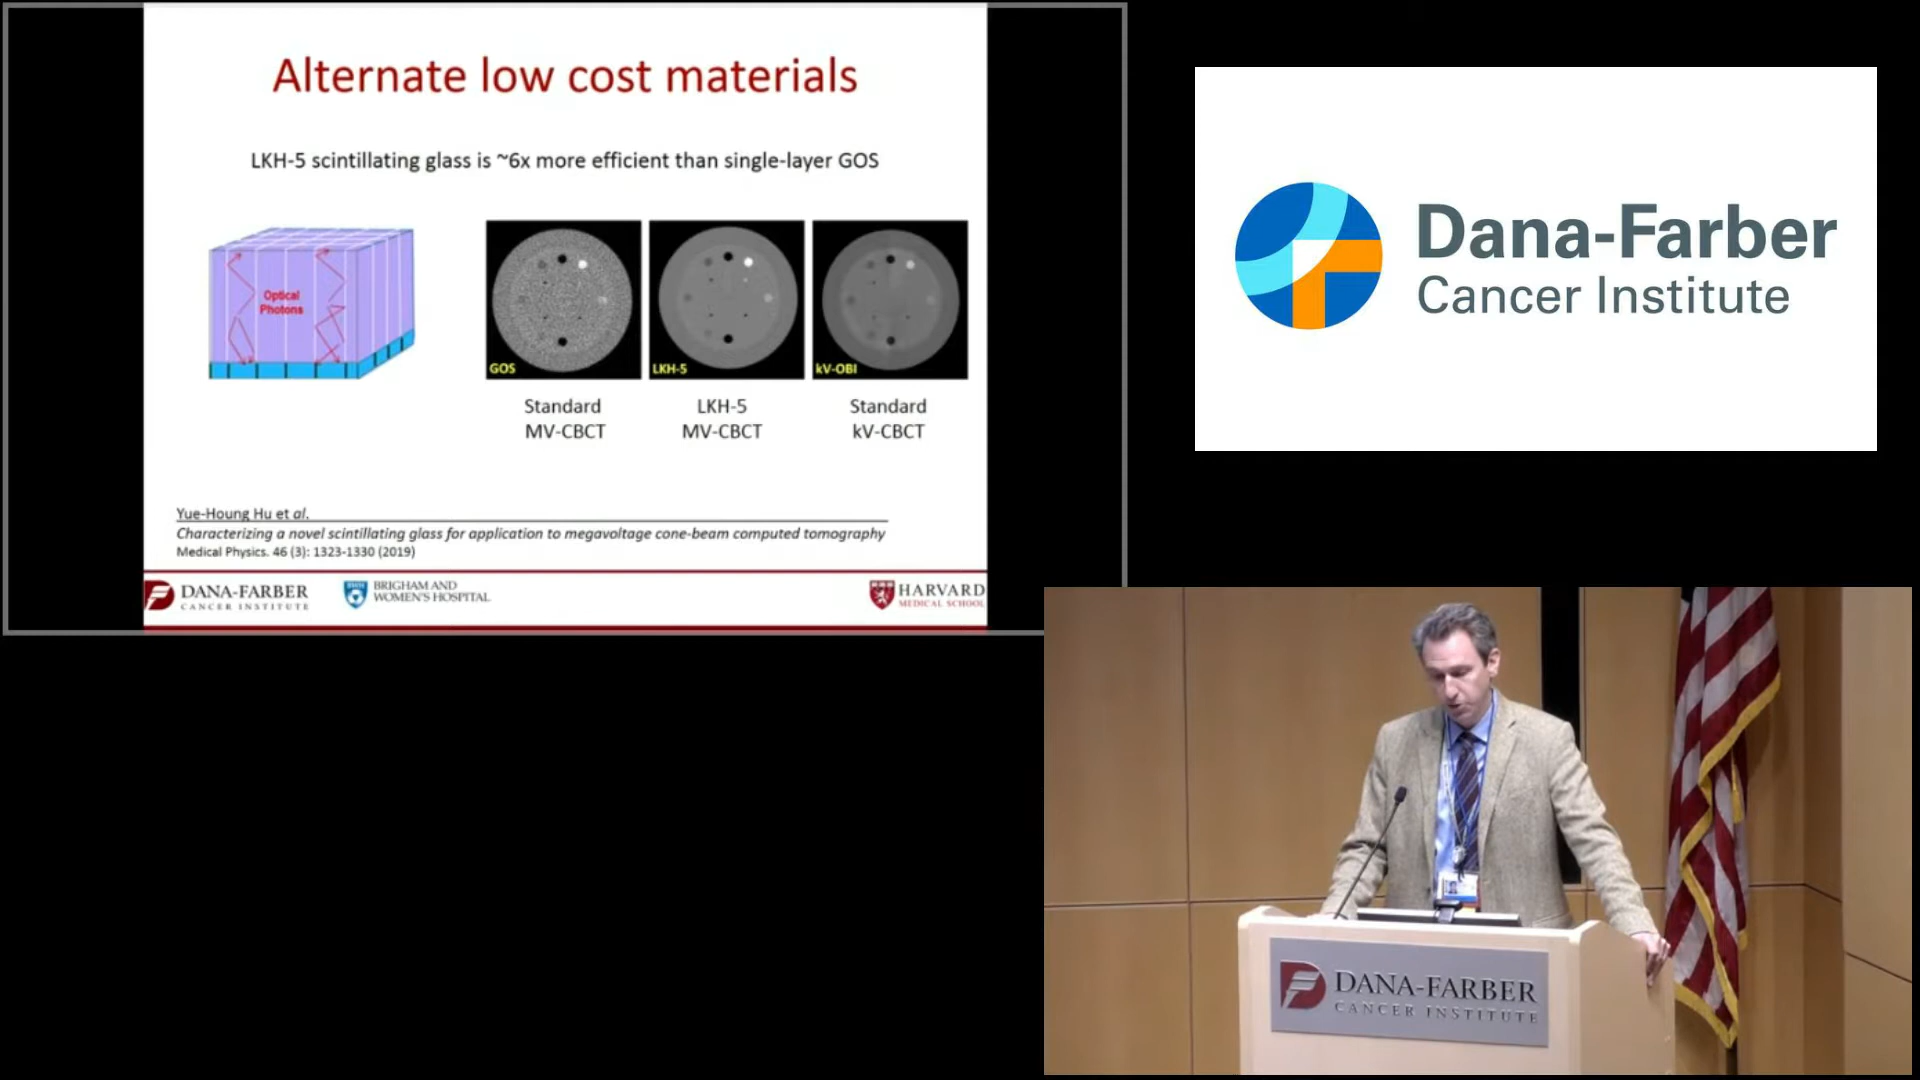 Alternate low cost materials
LKH-5 scintillating glass is ~6x more efficient than single-layer GOS
Optical
Photons
GOS
LKH-5
kV-OBI
Standard
MV-CBCT
LKH-5
MV-CBCT
Standard
kV-CBCT
Yue-Houng Hu et al.
Characterizing a novel scintillating glass for application to megavoltage cone-beam computed tomography
Medical Physics. 46 (3): 1323-1330 (2019)
DANA-FARBER
CANCER INSTITUTE
BRIGHAM AND
WOMEN'S HOSPITAL
HARVARD
MEDICAL SCHOOL
Dana-Farber
Cancer Institute
DANA-FARBER
CANCER INSTITUTE